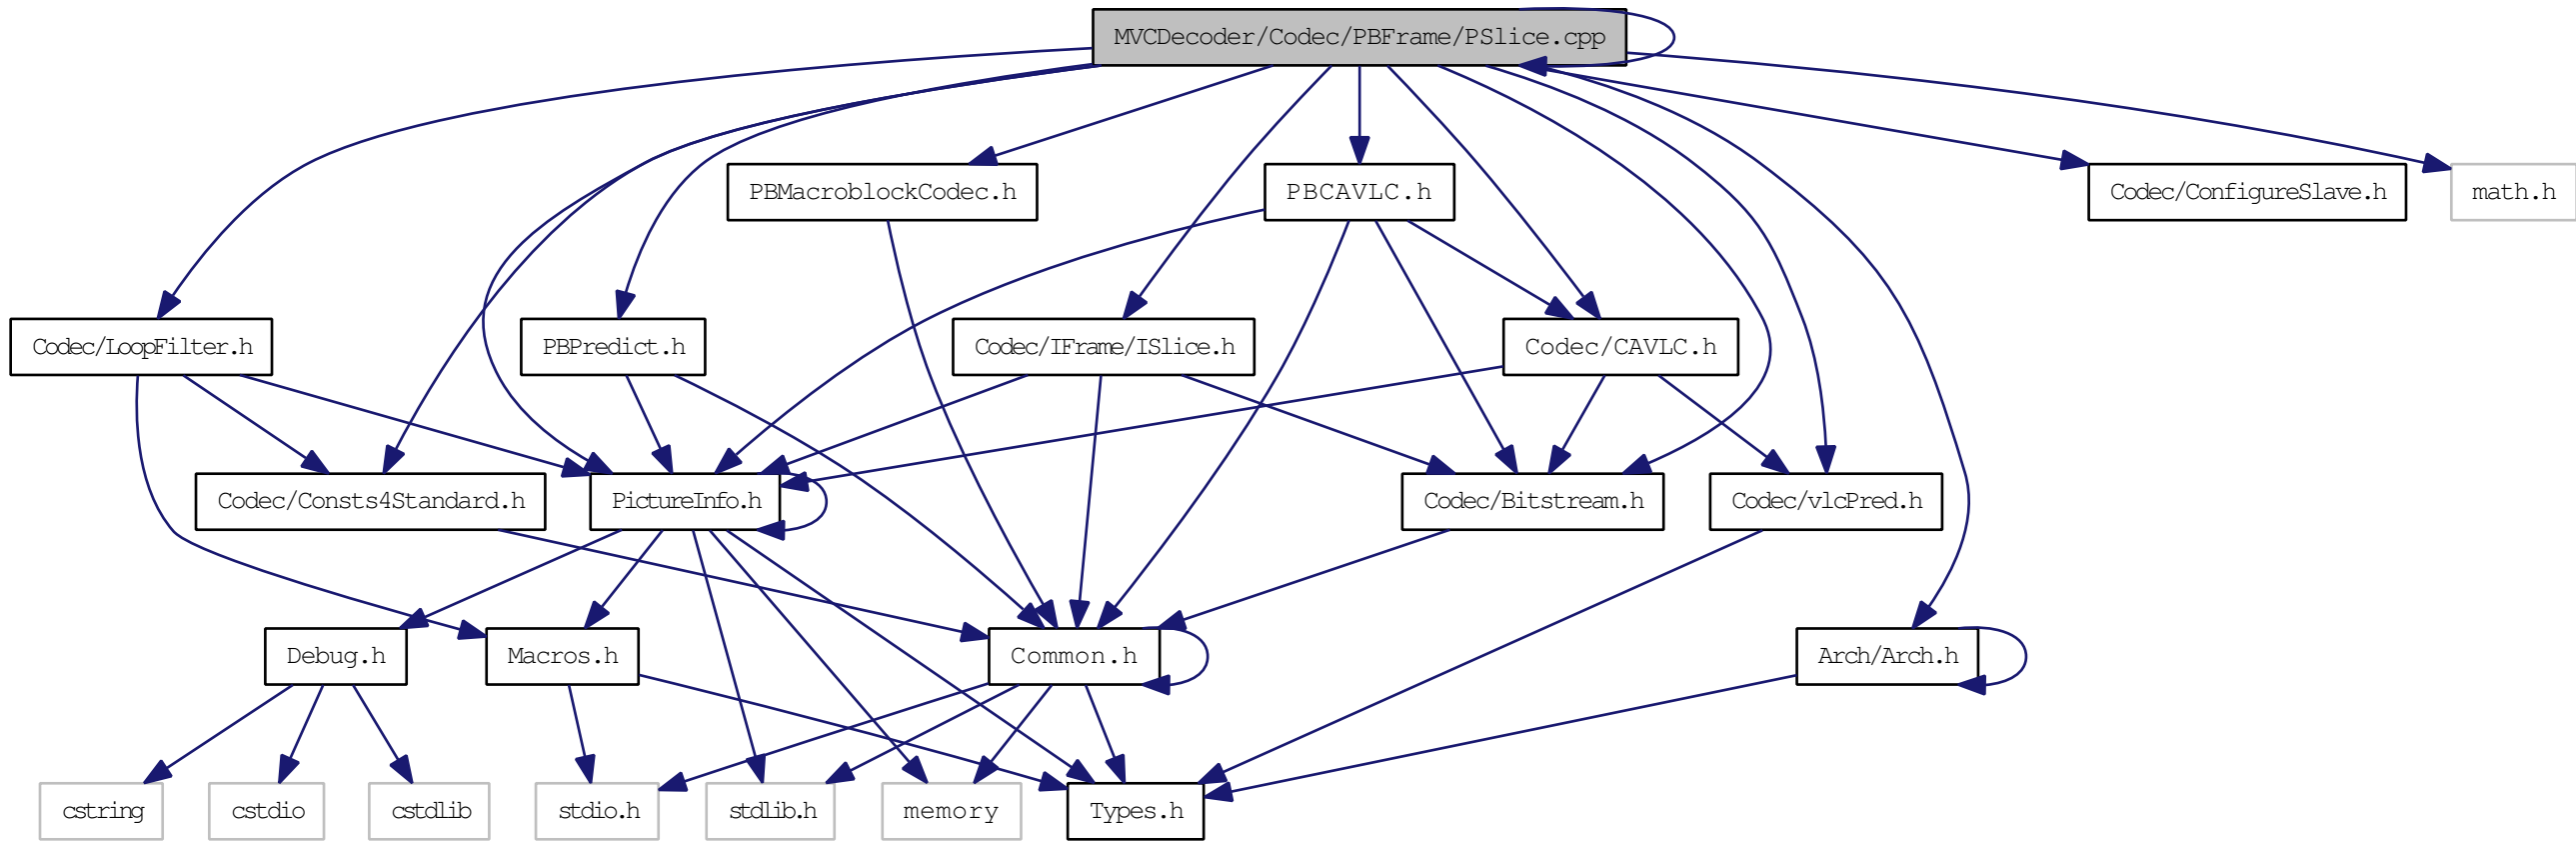 MVCDecoder/Codec/PBFrame/PSlice.cpp
PBMacroblockCodec.h
PBCAVLC.h
Codec/ConfigureSlave.h
math.h
Codec/LoopFilter.h
PBPredict.h
Codec/IFrame/ISlice.h
Codec/CAVLC.h
Codec/Consts4Standard.h
PictureInfo.h
Codec/Bitstream.h
Codec/vlcPred.h
Debug.h
Macros.h
Common.h
Arch/Arch.h
cstring
cstdio
cstdlib
stdio.h
stdlib.h
memory
Types.h